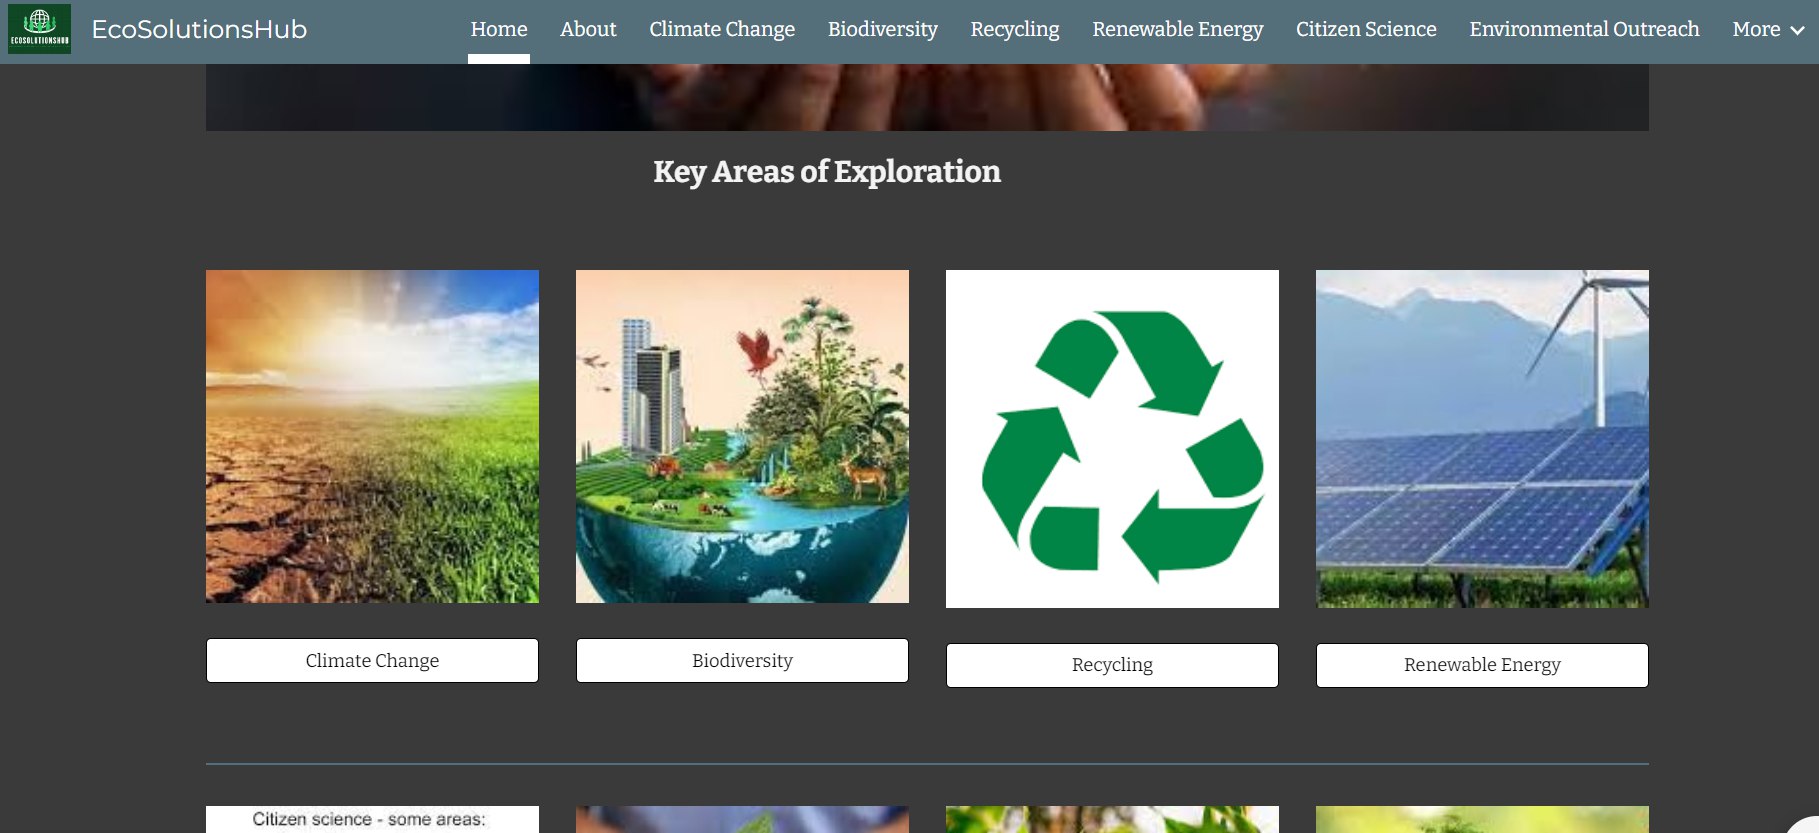 ECOSOLUTIONSHUB
EcoSolutionsHub
Home
About
Climate Change
Biodiversity
Recycling
Renewable Energy
Citizen Science
Environmental Outreach
More
Key Areas of Exploration
Climate Change
Biodiversity
Recycling
Renewable Energy
Citizen science - some areas: